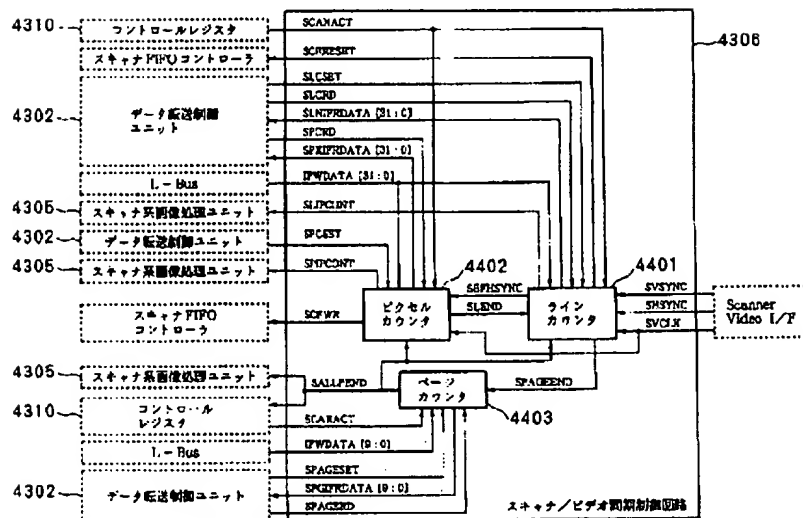 4310
コントロールレジスタ
SCANACT
4306
スキャナFIFOコントローラ
SCFRESET
4302
データ転送制御
ユニット
SLCSET
SLCRD
SLNIFRDATA [31:0]
SPCRD
SPXIFRDATA [31:0]
L-Bus
IFWDATA [31:0]
4305
スキャナ系画像処理ユニット
SLIPCONT
4302
データ転送制御ユニット
SPCSET
4305
スキャナ系画像処理ユニット
4402
4401
スキャナFIFO
コントローラ
SCFWR
ピクセル
カウンタ
SBFHSYNC
SLEND
ライン
カウンタ
SVSYNC
SHSYNC
SVCLK
Scanner
Video I/F
4305
スキャナ系画像処理ユニット
SALLPEND
ページ
カウンタ
SPAGEEND
4403
4310
コントロール
レジスタ
L-Bus
IFWDATA [9:0]
SPAGESET
4302
データ転送制御ユニット
SPGIFRDATA [9:0]
SPAGERD
スキャナ/ビデオ同期制御回路